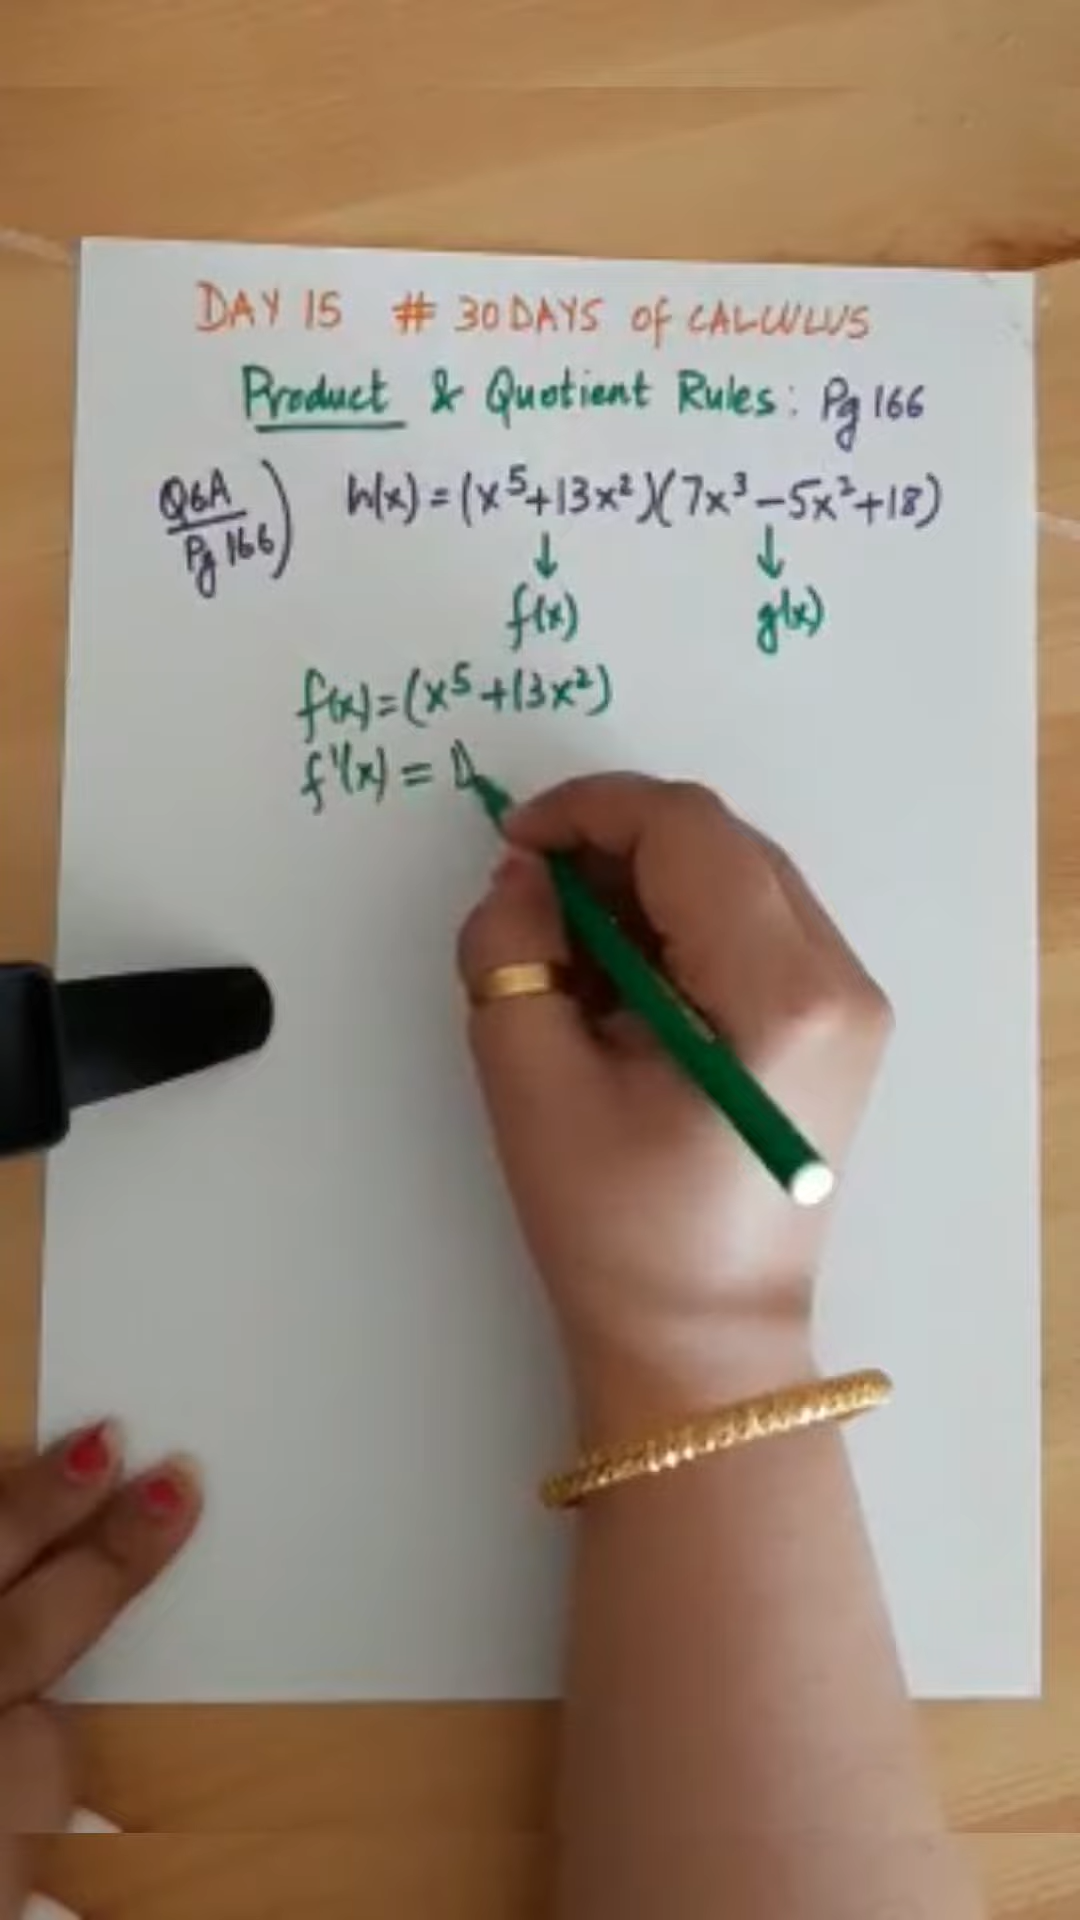 DAY 15 # 30 DAYS of CALCULUS
Product & Quotient Rules: Pg 166
Q6A
Pg 166) h(x) = (x⁵+13x²)(7x³-5x²+18)
↓ ↓
f(x) g(x)
f(x)=(x⁵+13x²)
f'(x) =